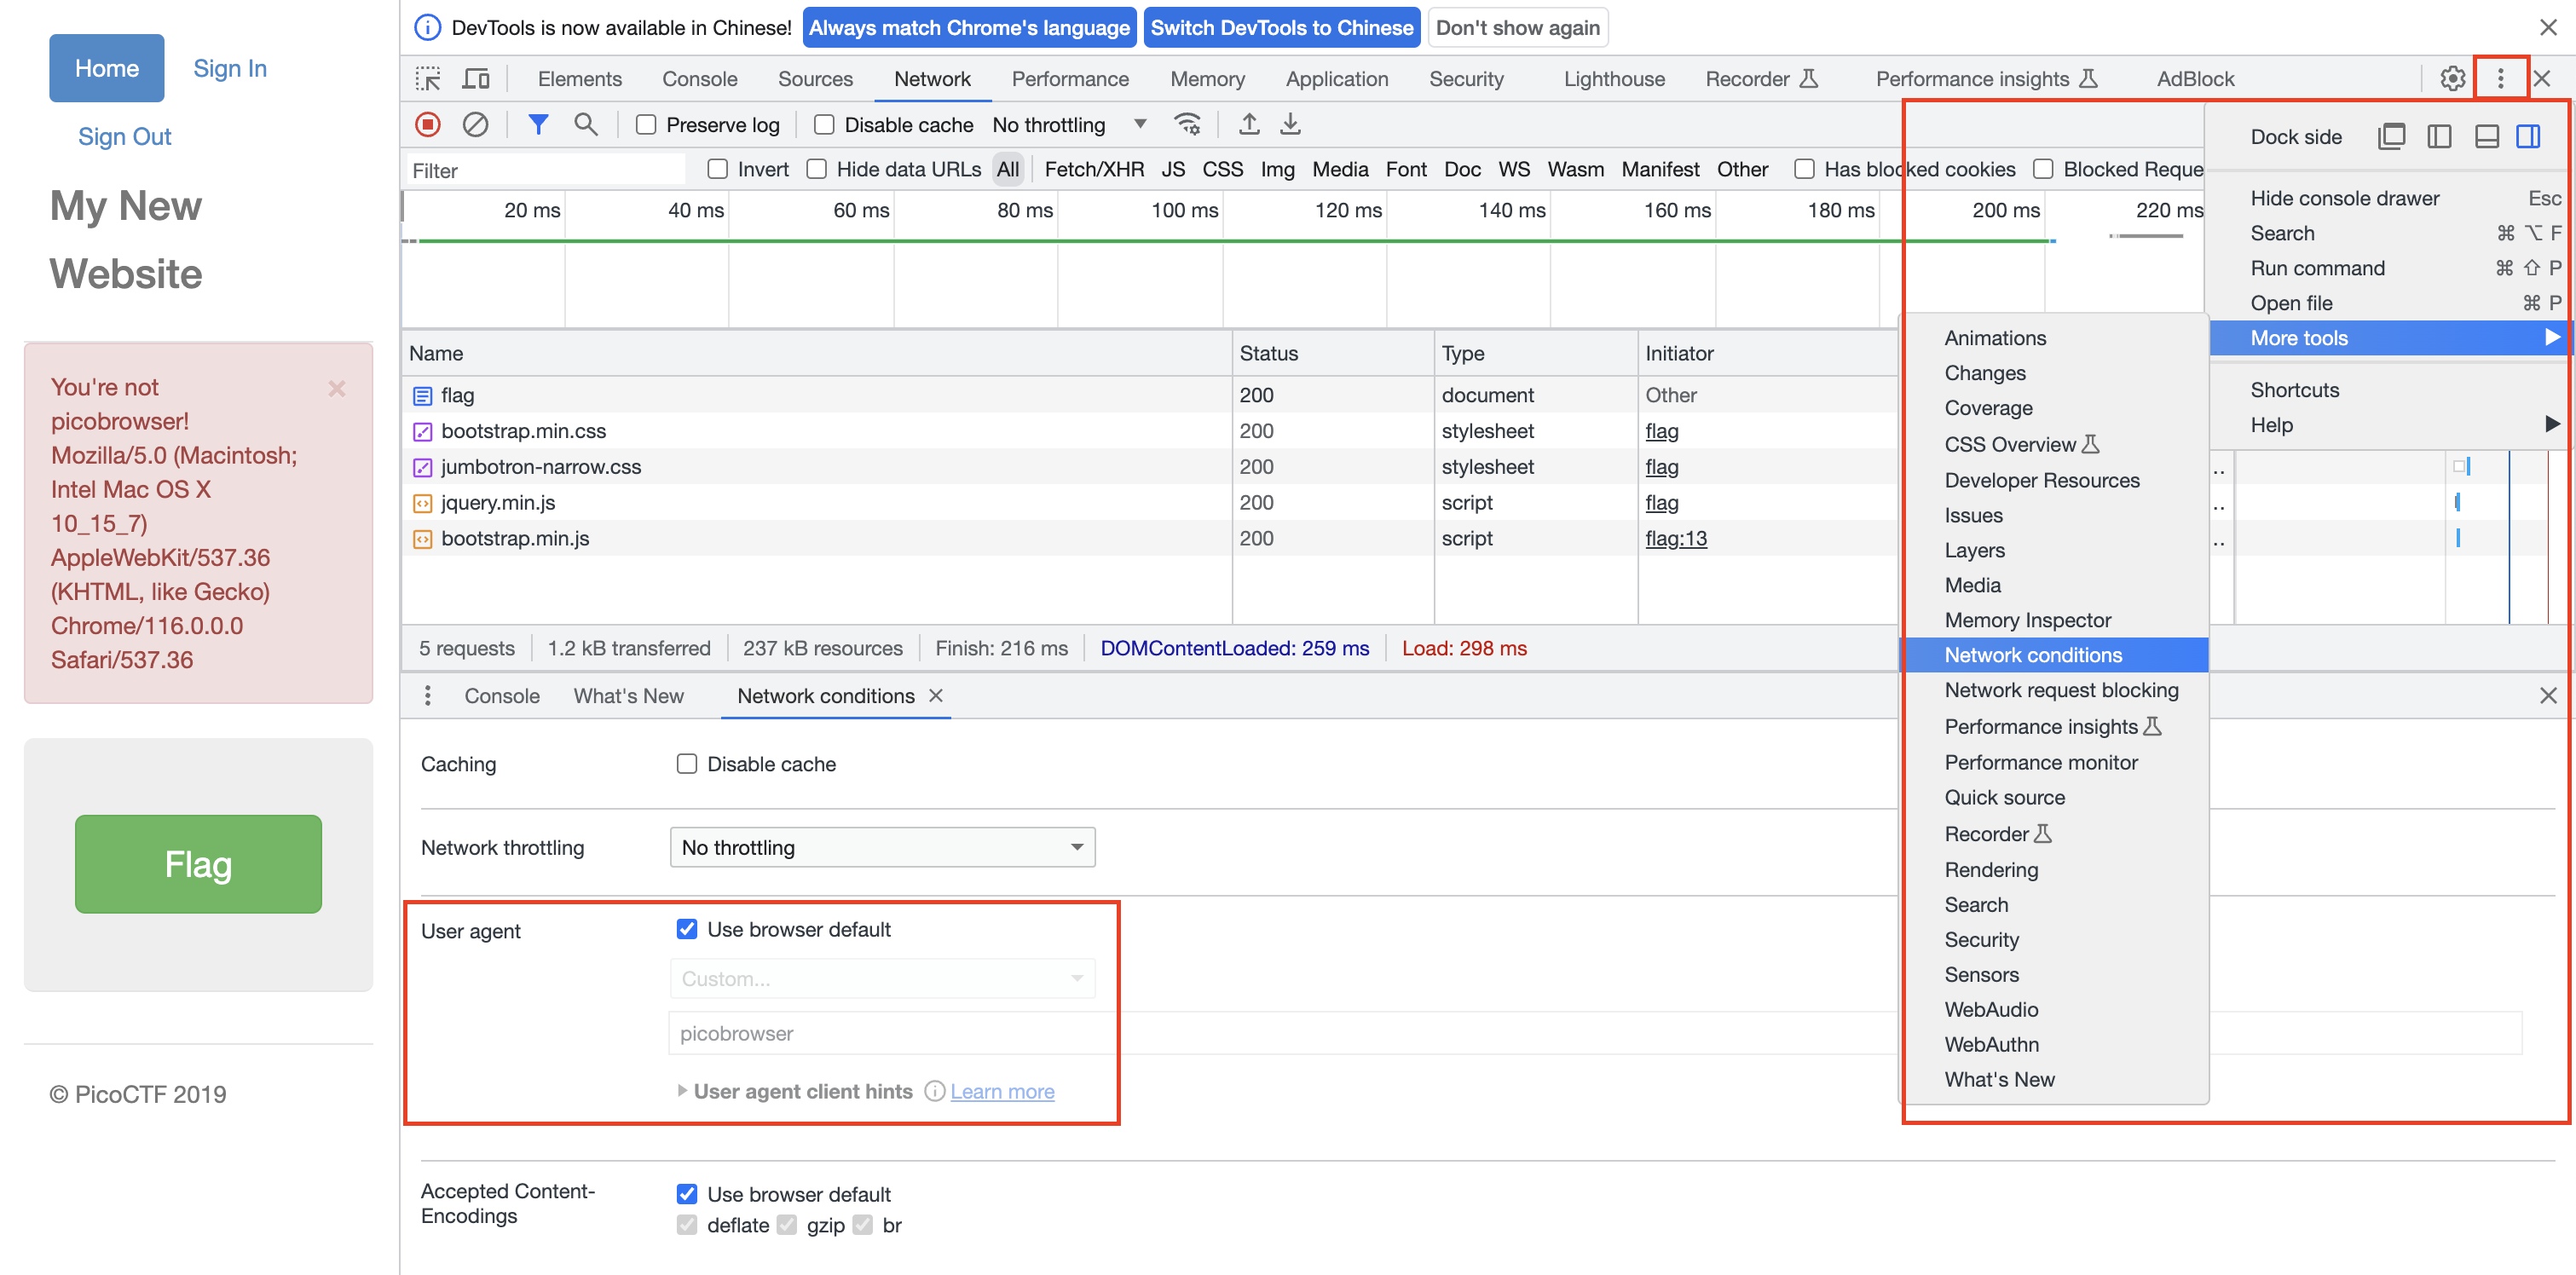 Home
Sign In
Sign Out
My New
Website
You're not
picobrowser!
Mozilla/5.0 (Macintosh;
Intel Mac OS X
10_15_7)
AppleWebKit/537.36
(KHTML, like Gecko)
Chrome/116.0.0.0
Safari/537.36
×
Flag
© PicoCTF 2019
DevTools is now available in Chinese! Always match Chrome's language Switch DevTools to Chinese Don't show again
Elements Console Sources Network Performance Memory Application Security Lighthouse Recorder Performance insights AdBlock
Preserve log Disable cache No throttling
Filter Invert Hide data URLs All Fetch/XHR JS CSS Img Media Font Doc WS Wasm Manifest Other Has blocked cookies Blocked Reque
20 ms 40 ms 60 ms 80 ms 100 ms 120 ms 140 ms 160 ms 180 ms 200 ms 220 ms
Name Status Type Initiator
flag 200 document Other
bootstrap.min.css 200 stylesheet flag
jumbotron-narrow.css 200 stylesheet flag
jquery.min.js 200 script flag
bootstrap.min.js 200 script flag:13
5 requests 1.2 kB transferred 237 kB resources Finish: 216 ms DOMContentLoaded: 259 ms Load: 298 ms
Console What's New Network conditions
Caching Disable cache
Network throttling No throttling
User agent Use browser default
Custom...
picobrowser
User agent client hints Learn more
Accepted Content-
Encodings
Use browser default
deflate gzip br
Dock side
Hide console drawer Esc
Search ⌘ ⌥ F
Run command ⌘ ⇧ P
Open file ⌘ P
More tools
Shortcuts
Help
Animations
Changes
Coverage
CSS Overview
Developer Resources
Issues
Layers
Media
Memory Inspector
Network conditions
Network request blocking
Performance insights
Performance monitor
Quick source
Recorder
Rendering
Search
Security
Sensors
WebAudio
WebAuthn
What's New